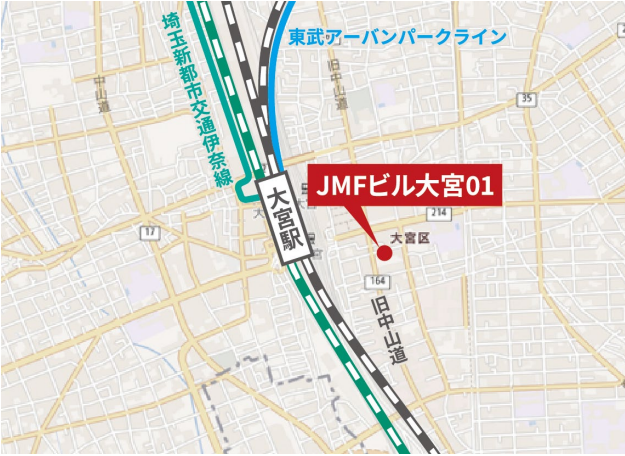 東武アーバンパークライン
埼玉新都市交通伊奈線
中山道
旧中山道
35
JMFビル大宮01
大宮駅
214
17
大宮区
164
旧中山道